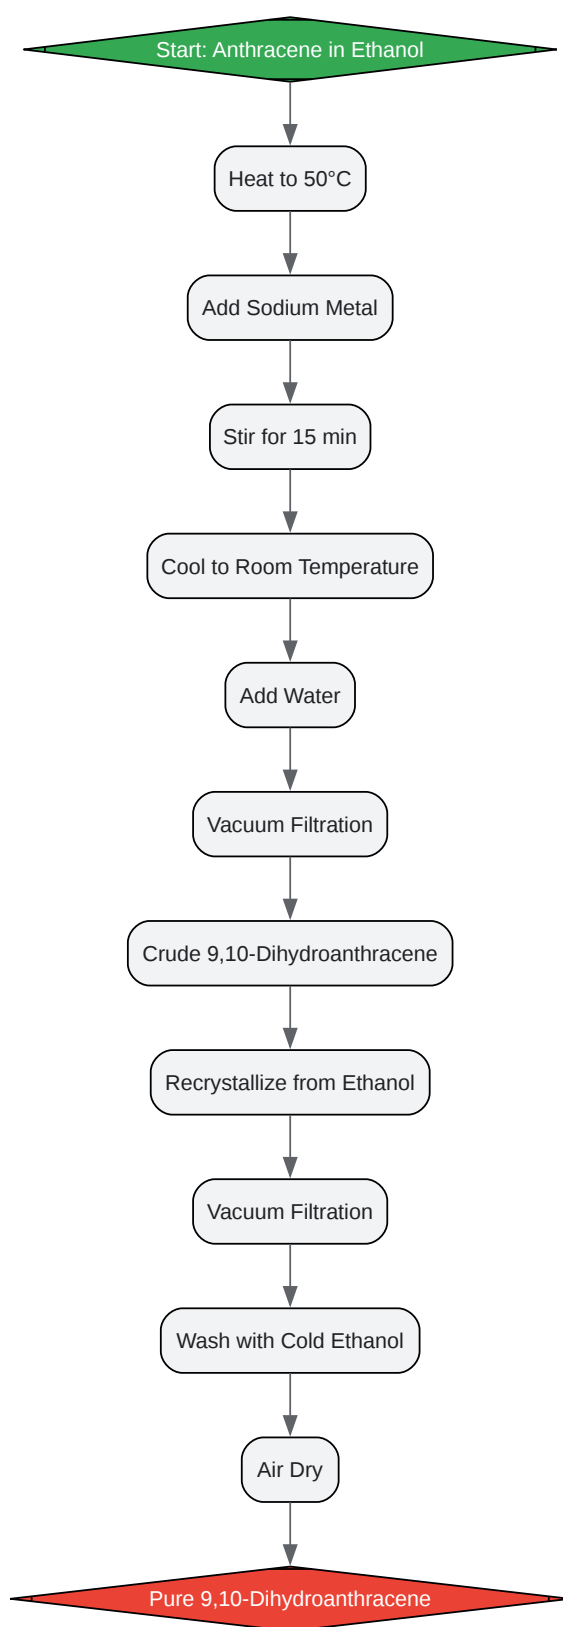 Start: Anthracene in Ethanol
Heat to 50°C
Add Sodium Metal
Stir for 15 min
Cool to Room Temperature
Add Water
Vacuum Filtration
Crude 9,10-Dihydroanthracene
Recrystallize from Ethanol
Vacuum Filtration
Wash with Cold Ethanol
Air Dry
Pure 9,10-Dihydroanthracene